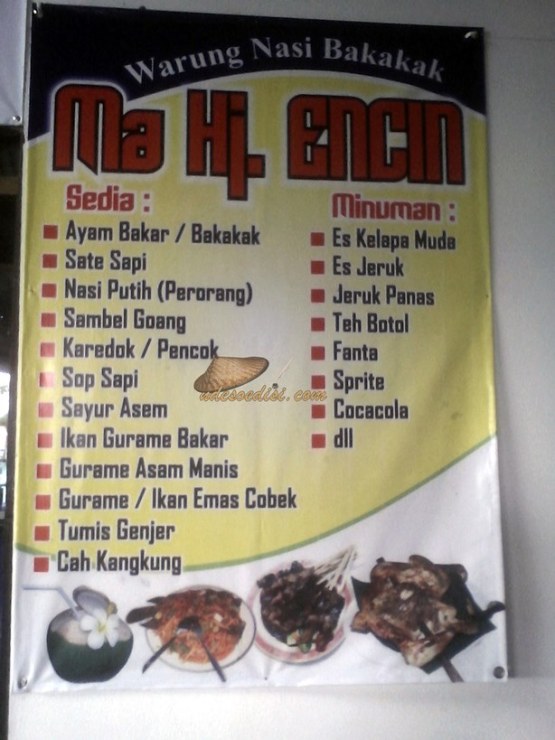 Warung Nasi Bakakak
Ma Hj. ENCIN
Sedia :
Ayam Bakar / Bakakak
Sate Sapi
Nasi Putih (Perorang)
Sambel Goang
Karedok / Pencok
Sop Sapi
Sayur Asem
Ikan Gurame Bakar
Gurame Asam Manis
Gurame / Ikan Emas Cobek
Tumis Genjer
Cah Kangkung
Minuman :
Es Kelapa Muda
Es Jeruk
Jeruk Panas
Teh Botol
Fanta
Sprite
Cocacola
dll